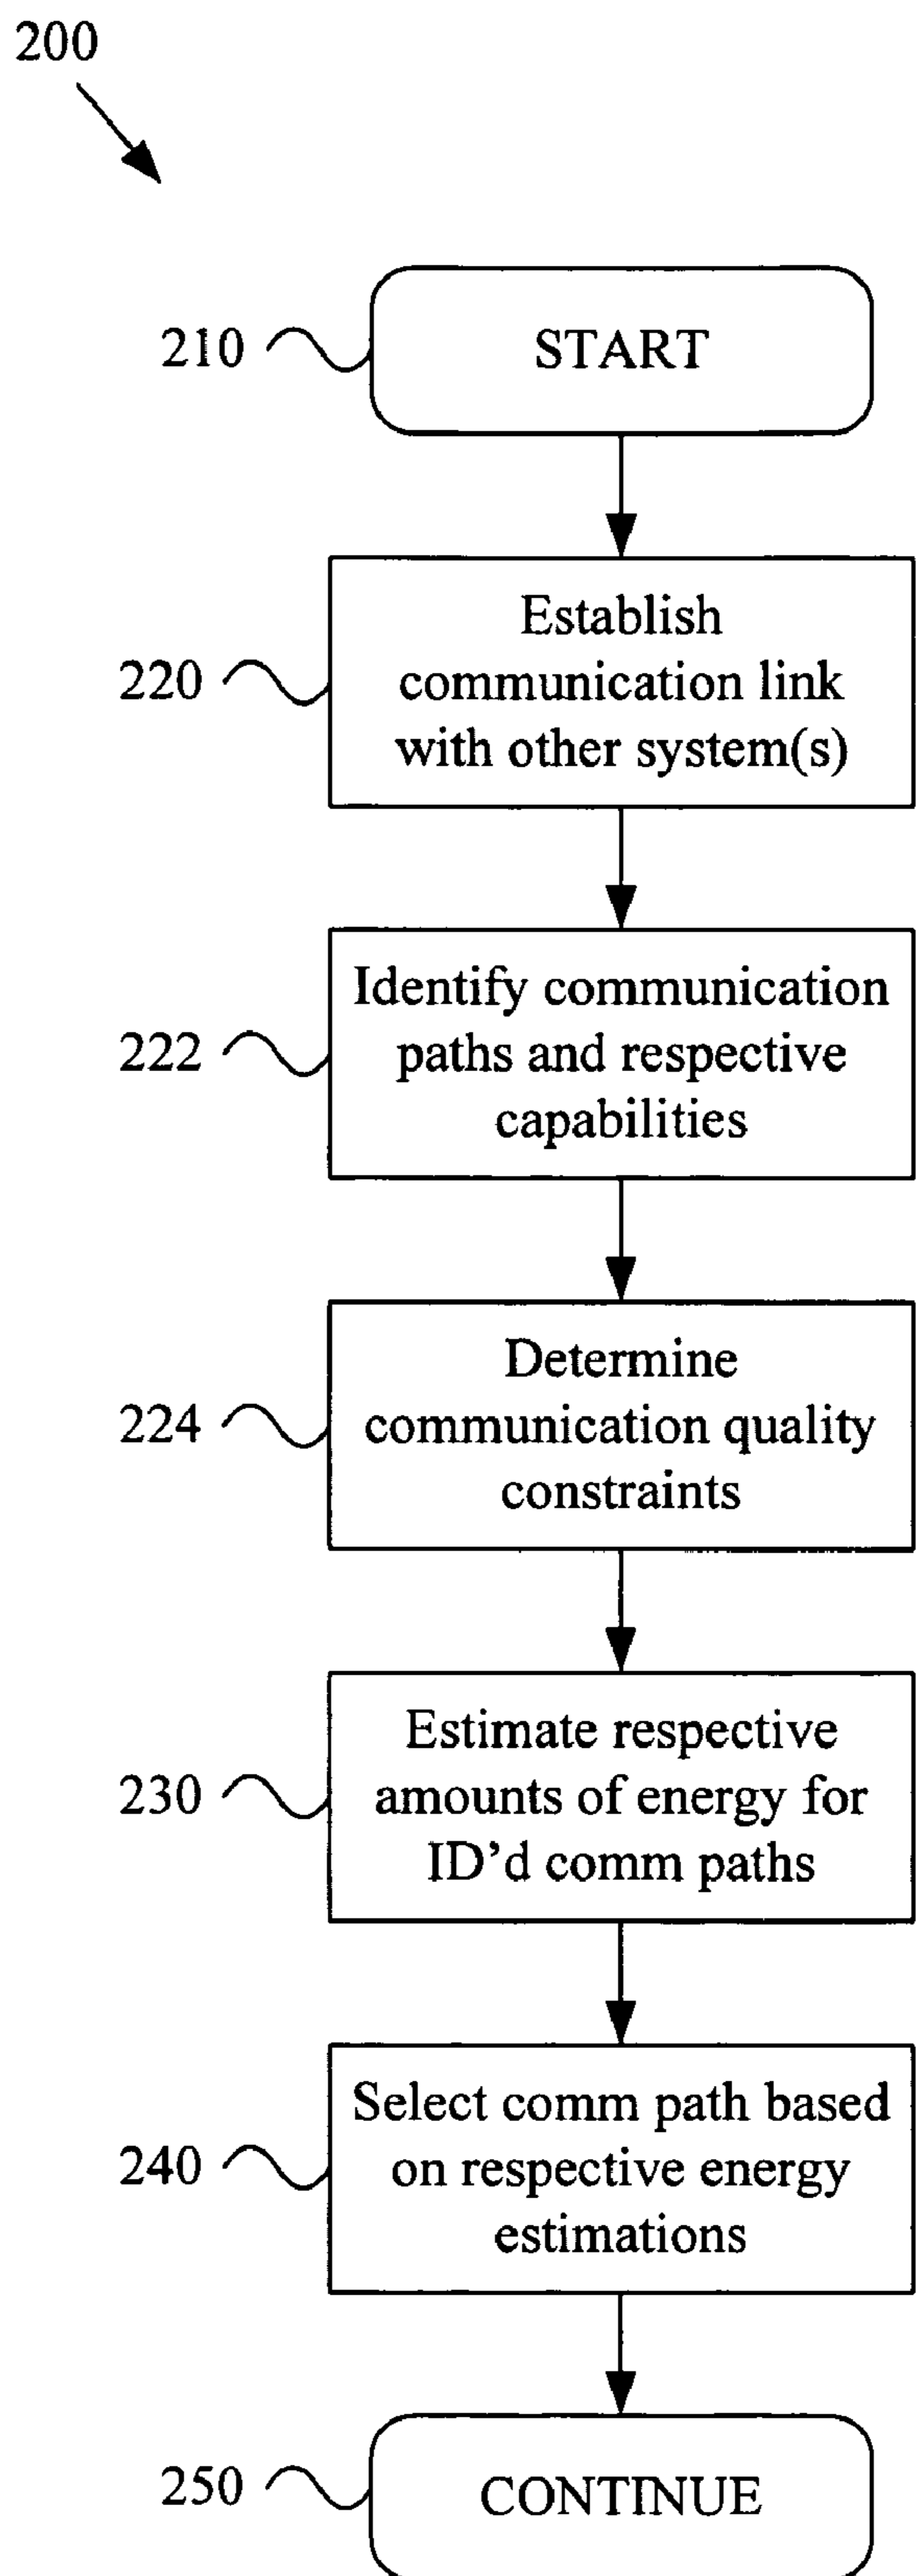 200
210
START
220
Establish
communication link
with other system(s)
222
Identify communication
paths and respective
capabilities
224
Determine
communication quality
constraints
230
Estimate respective
amounts of energy for
ID'd comm paths
240
Select comm path based
on respective energy
estimations
250
CONTINUE